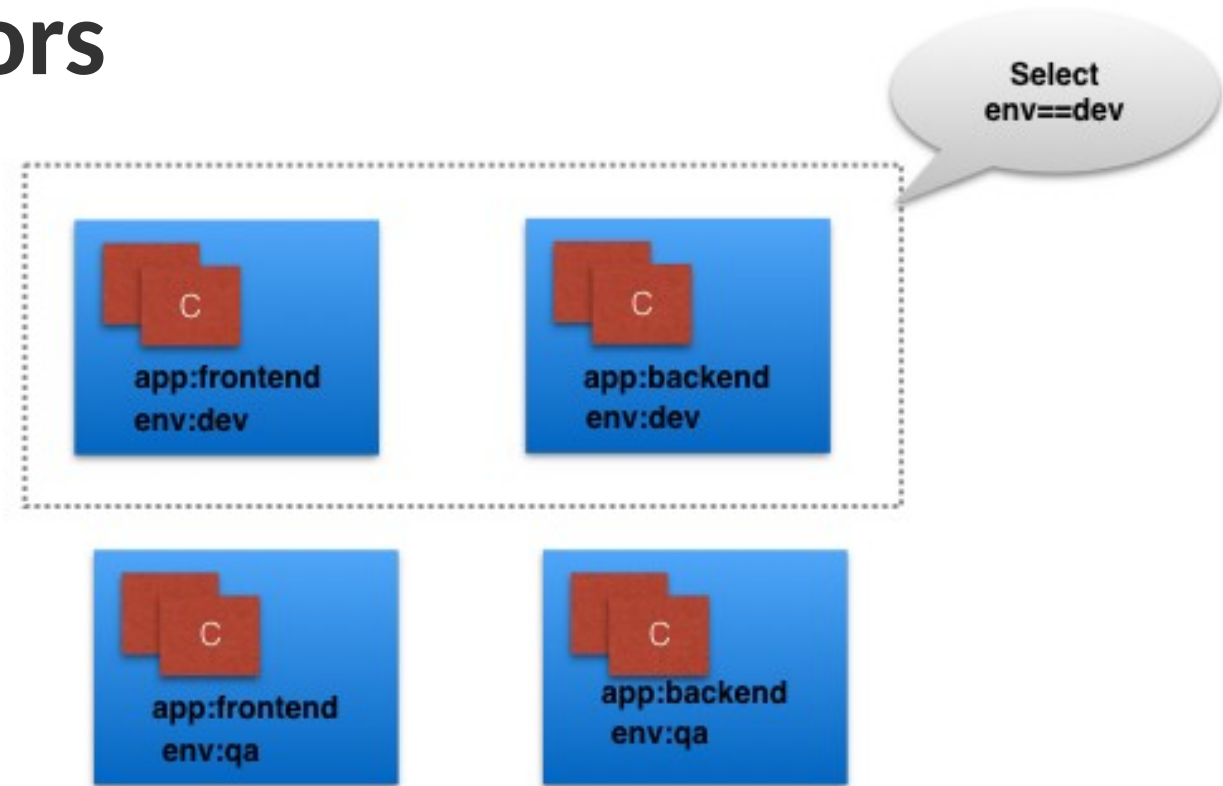 ors
Select
env==dev
C
app:frontend
env:dev
C
app:backend
env:dev
C
app:frontend
env:qa
C
app:backend
env:qa